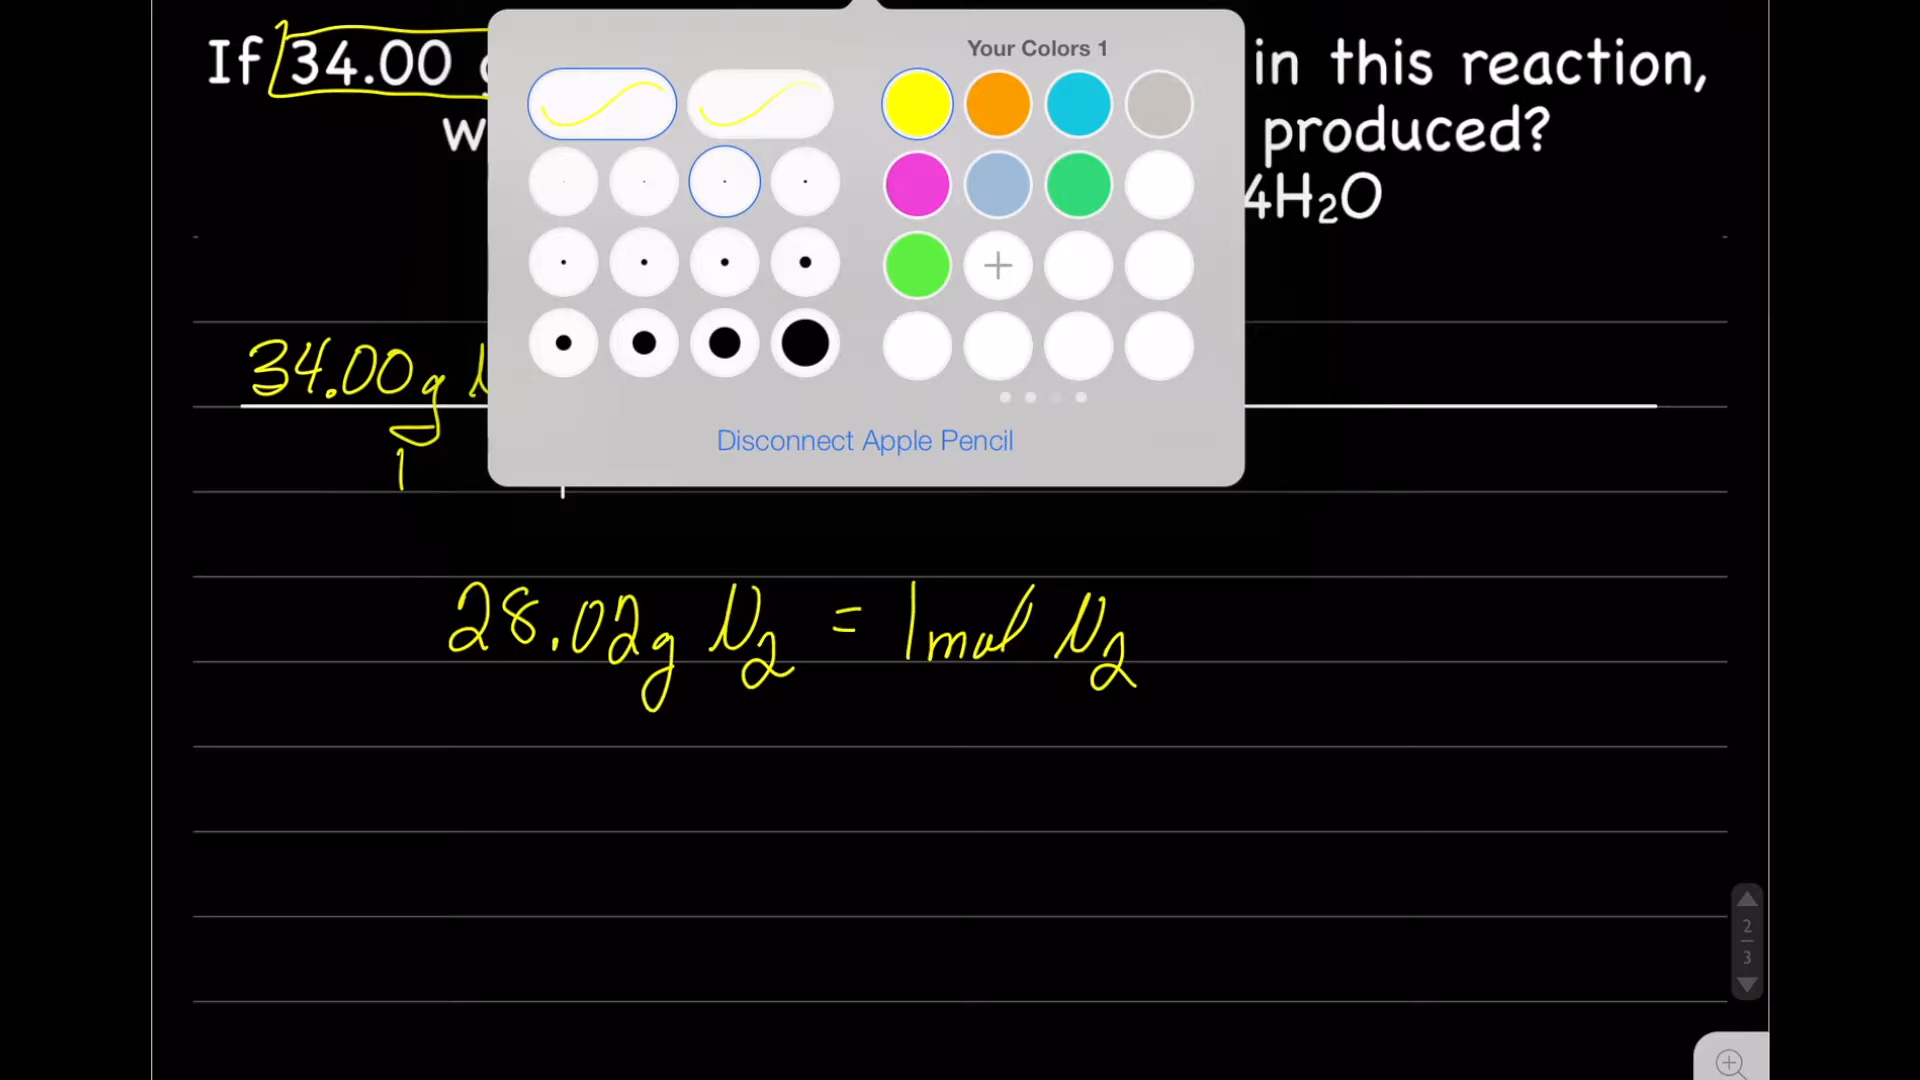 If 34.00 in this reaction,
produced?
4H₂O
Your Colors 1
Disconnect Apple Pencil
34.00g
1
28.02g N₂ = 1mol N₂
2
3